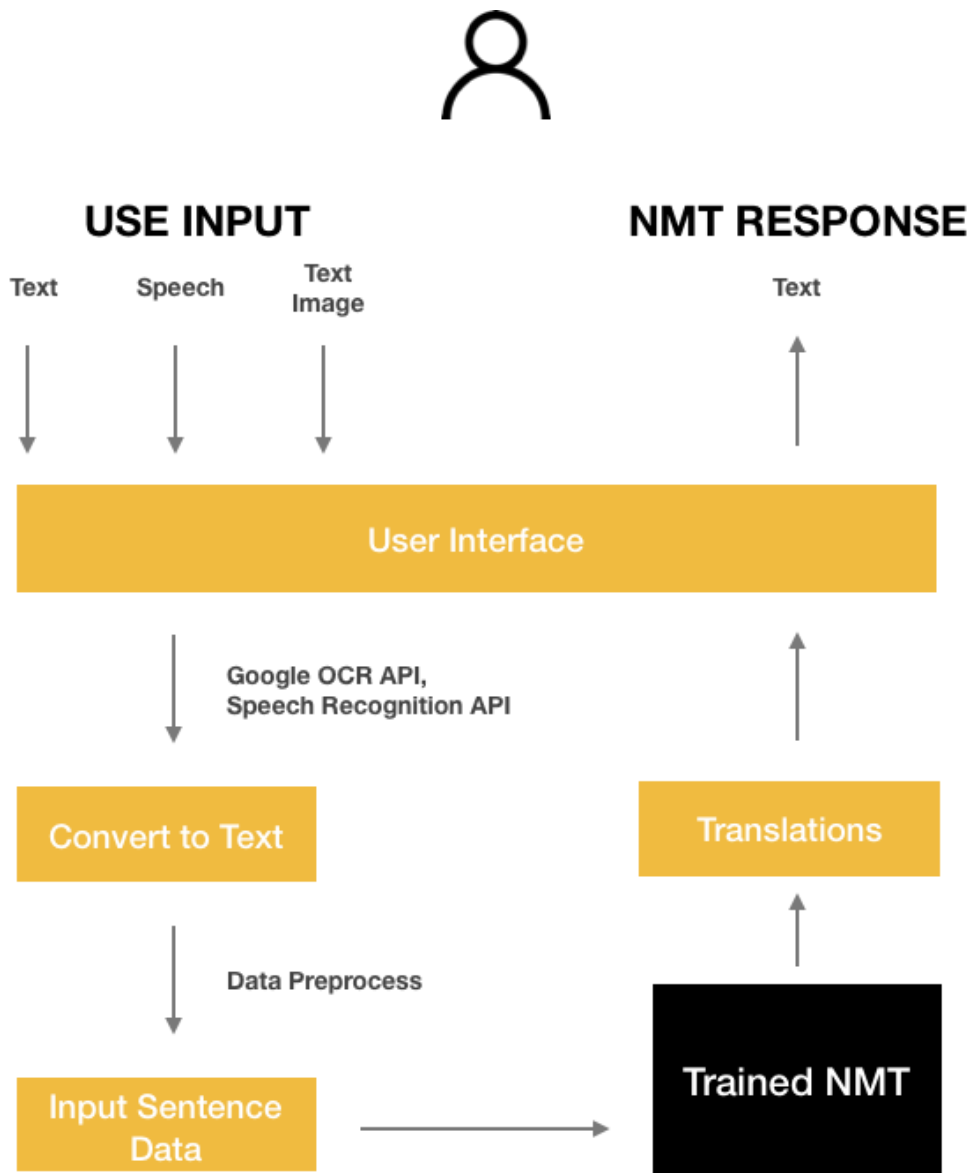 USE INPUT
NMT RESPONSE
Text
Speech
Text
Image
Text
User Interface
Google OCR API,
Speech Recognition API
Convert to Text
Translations
Data Preprocess
Input Sentence
Data
Trained NMT